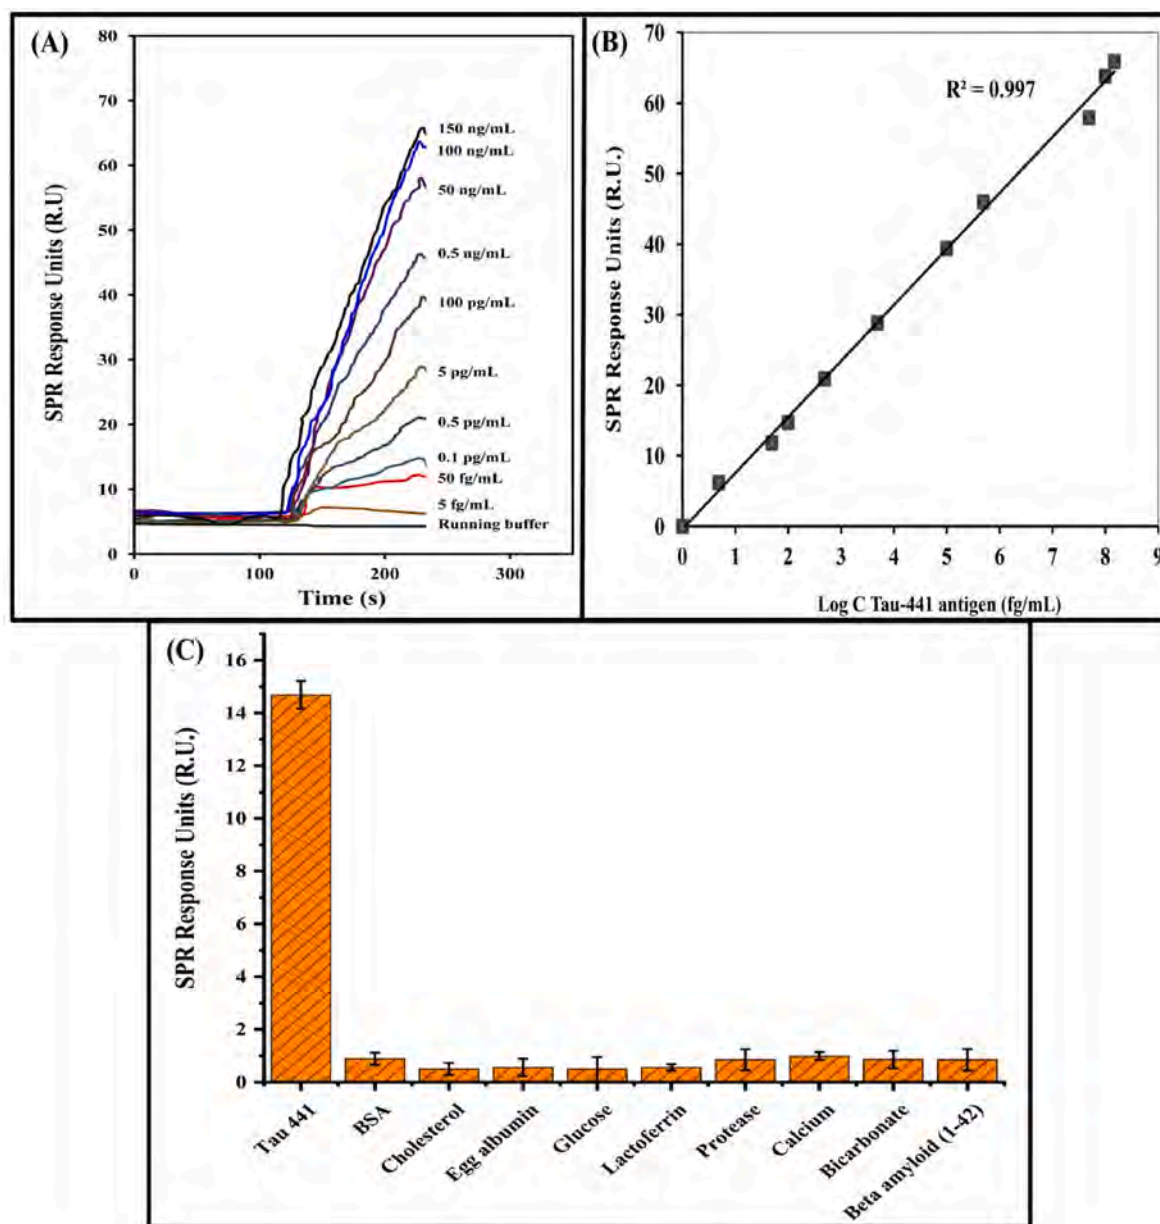 (A)
SPR Response Units (R.U)
80
70
60
50
40
30
20
10
0
150 ng/mL
100 ng/mL
50 ng/mL
0.5 ng/mL
100 pg/mL
5 pg/mL
0.5 pg/mL
0.1 pg/mL
50 fg/mL
5 fg/mL
Running buffer
0 100 200 300
Time (s)
(B)
SPR Response Units (R.U.)
70
60
50
40
30
20
10
0
R² = 0.997
0 1 2 3 4 5 6 7 8 9
Log C Tau-441 antigen (fg/mL)
(C)
SPR Response Units (R.U.)
16
14
12
10
8
6
4
2
0
Tau 441
BSA
Cholesterol
Egg albumin
Glucose
Lactoferrin
Protease
Calcium
Bicarbonate
Beta amyloid (1-42)